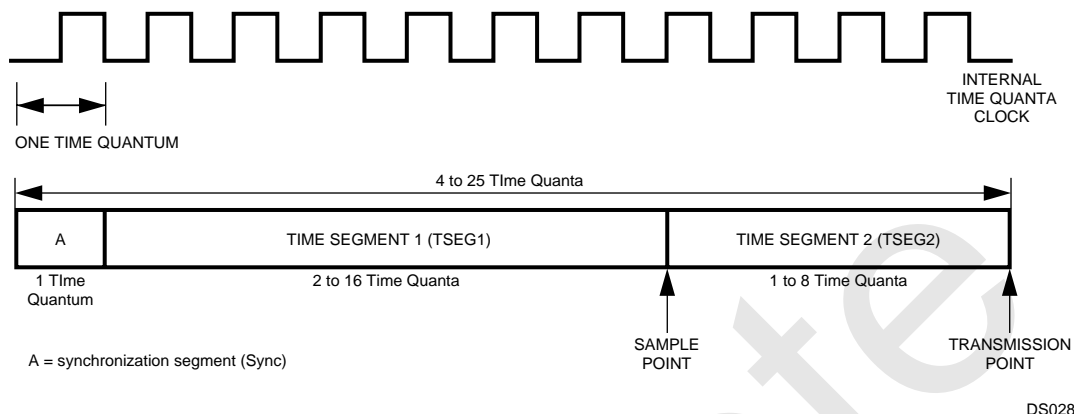 INTERNAL
TIME QUANTA
CLOCK
ONE TIME QUANTUM
4 to 25 TIme Quanta
A
TIME SEGMENT 1 (TSEG1)
TIME SEGMENT 2 (TSEG2)
1 TIme
Quantum
2 to 16 Time Quanta
1 to 8 Time Quanta
A = synchronization segment (Sync)
SAMPLE
POINT
TRANSMISSION
POINT
DS028